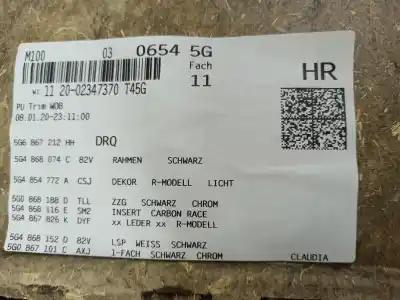 M100 03 0654 5G
Fach
11
HR
WI 11 20-02347370 T45G
PU Trim WOB
08.01.20-23:11:00
5G6 867 212 HH DRQ
5G4 868 074 C 82V RAHMEN SCHWARZ
5G4 854 772 A CSJ DEKOR R-MODELL LICHT
5G0 868 188 D TLL ZZG SCHWARZ CHROM
5G4 868 116 E SM2 INSERT CARBON RACE
5G4 867 826 K DYF xx LEDER xx R-MODELL
5G4 868 152 D 82V LSP WEISS SCHWARZ
5G0 867 101 C AXJ 1-FACH SCHWARZ CHROM
CLAUDIA